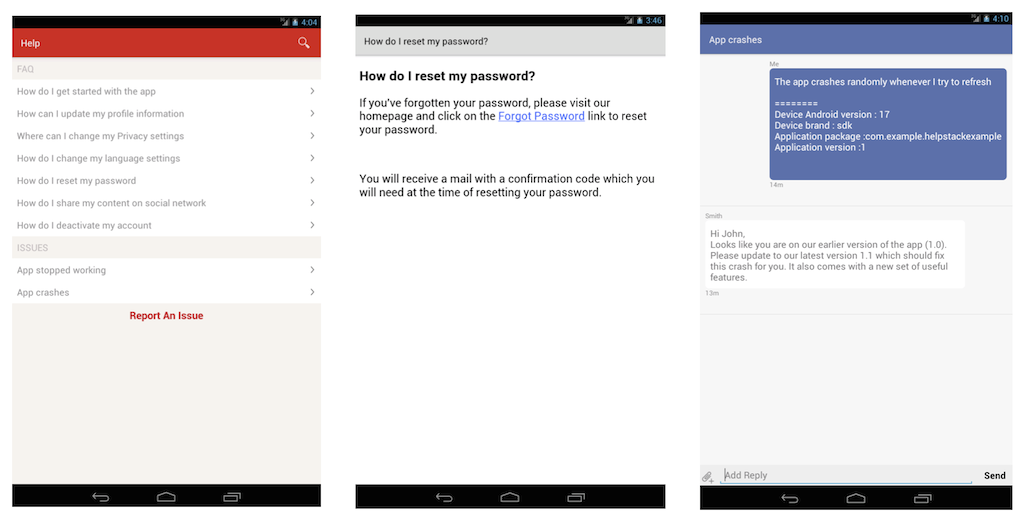 4:04
Help
FAQ
How do I get started with the app
How can I update my profile information
Where can I change my Privacy settings
How do I change my language settings
How do I reset my password
How do I share my content on social network
How do I deactivate my account
ISSUES
App stopped working
App crashes
Report An Issue
3:46
How do I reset my password?
How do I reset my password?
If you've forgotten your password, please visit our
homepage and click on the Forgot Password link to reset
your password.
You will receive a mail with a confirmation code which you
will need at the time of resetting your password.
4:10
App crashes
Me
The app crashes randomly whenever I try to refresh
========
Device Android version : 17
Device brand : sdk
Application package :com.example.helpstackexample
Application version :1
14m
Smith
Hi John,
Looks like you are on our earlier version of the app (1.0).
Please update to our latest version 1.1 which should fix
this crash for you. It also comes with a new set of useful
features.
13m
Add Reply
Send